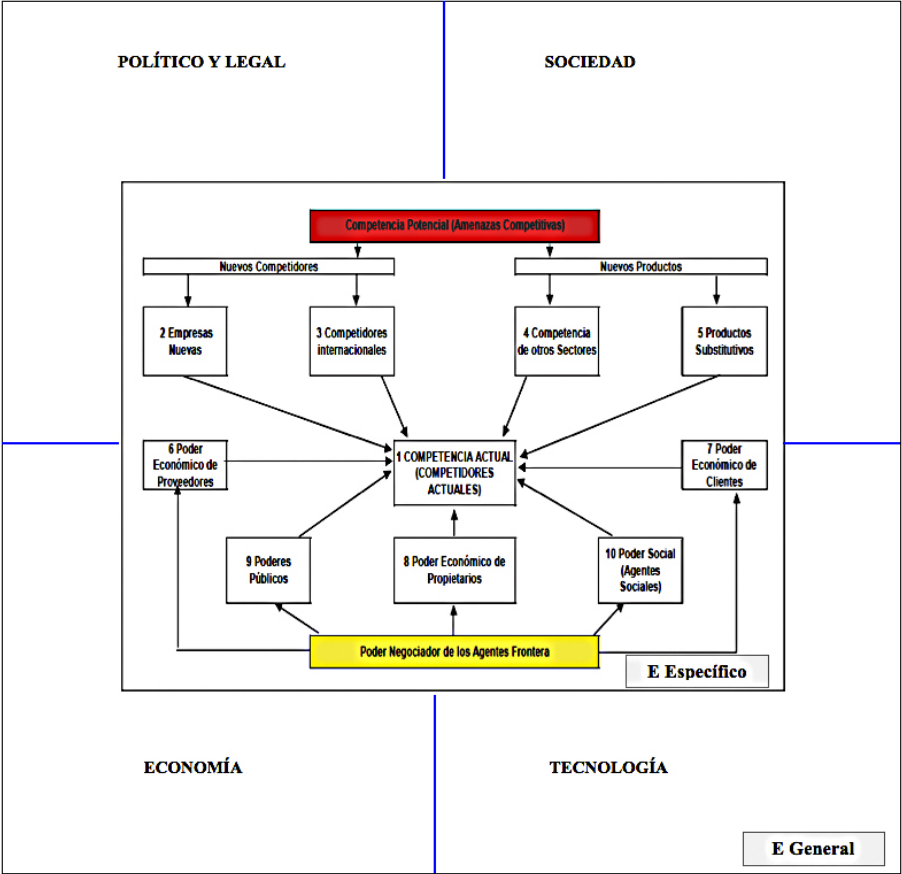 POLÍTICO Y LEGAL
SOCIEDAD
Competencia Potencial (Amenazas Competitivas)
Nuevos Competidores
Nuevos Productos
2 Empresas
Nuevas
3 Competidores
internacionales
4 Competencia
de otros Sectores
5 Productos
Substitutivos
6 Poder
Económico de
Proveedores
1 COMPETENCIA ACTUAL
(COMPETIDORES
ACTUALES)
7 Poder
Económico de
Clientes
9 Poderes
Públicos
8 Poder Económico de
Propietarios
10 Poder Social
(Agentes
Sociales)
Poder Negociador de los Agentes Frontera
E Específico
ECONOMÍA
TECNOLOGÍA
E General